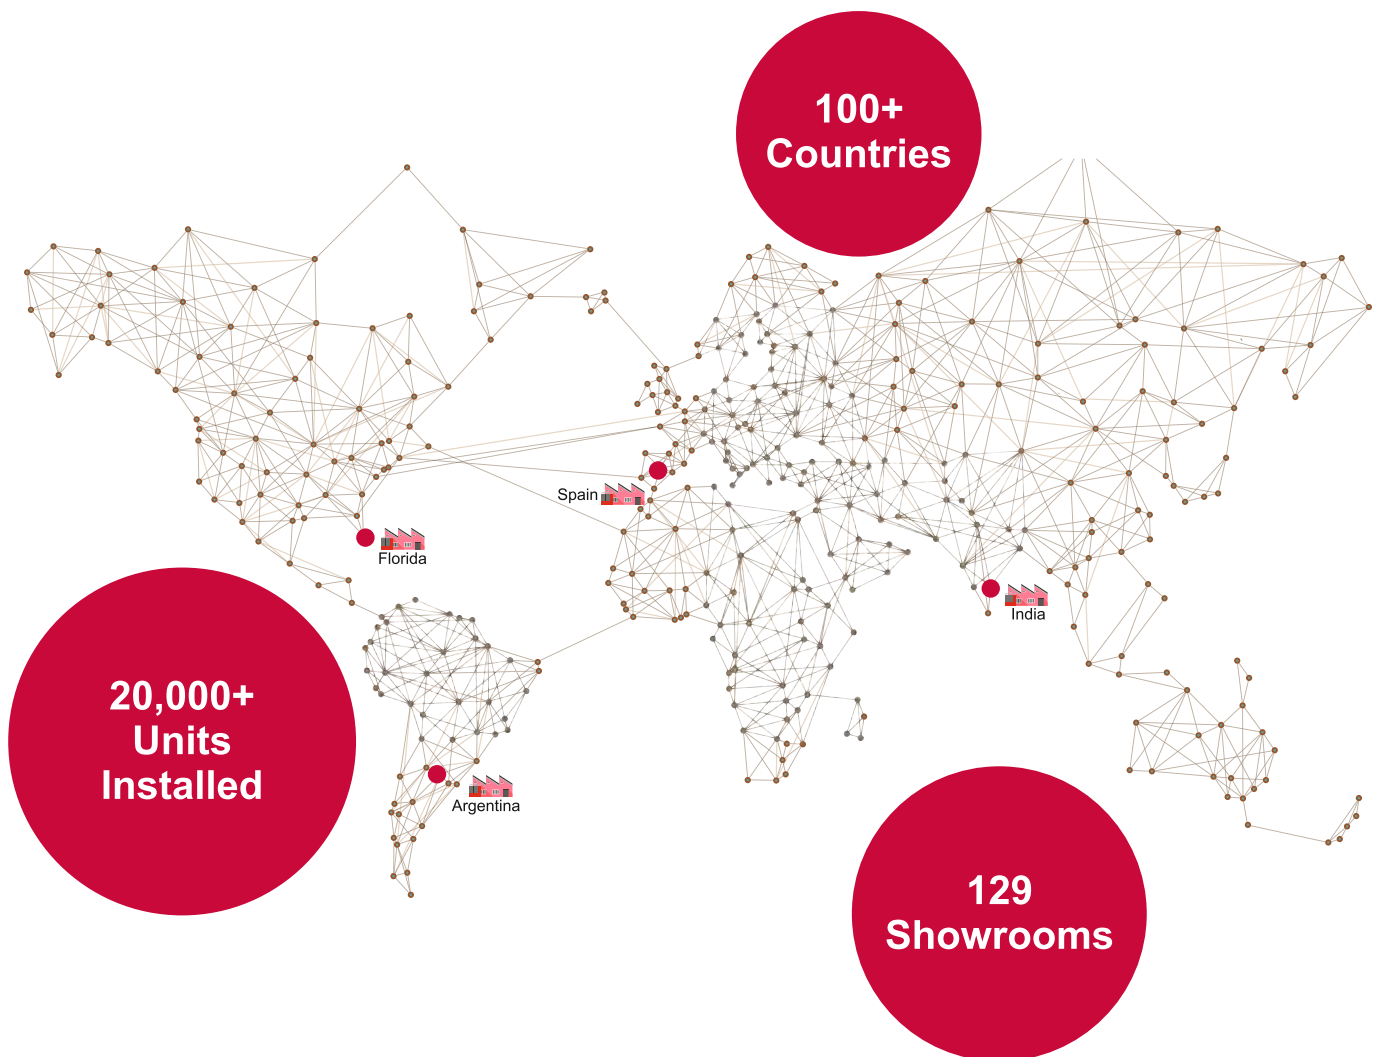 100+
Countries
Spain
Florida
India
20,000+
Units
Installed
Argentina
129
Showrooms